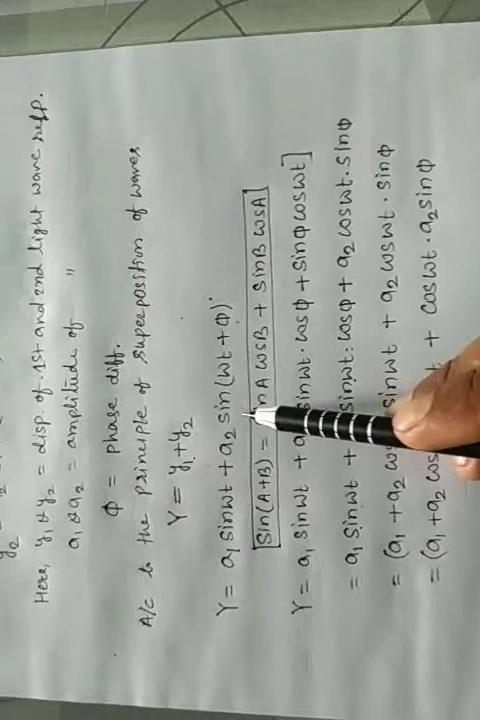 y₂ =
Here, y₁ & y₂ = disp. of 1st and 2nd light wave resp.
a₁ & a₂ = amplitude of "
ϕ = phase diff.
A/c to the principle of superposition of waves
Y = y₁ + y₂
Y = a₁ sinωt + a₂ sin(ωt + ϕ)
Sin(A+B) = sinA cosB + sinB cosA
Y = a₁ sinωt + a₂ sinωt · cosϕ + sinϕ cosωt]
= a₁ sinωt + sinωt · cosϕ + a₂ cosωt · sinϕ
= (a₁ + a₂ cos sinωt + a₂ cosωt · sinϕ
= (a₁ + a₂ cos t + cosωt · a₂ sinϕ